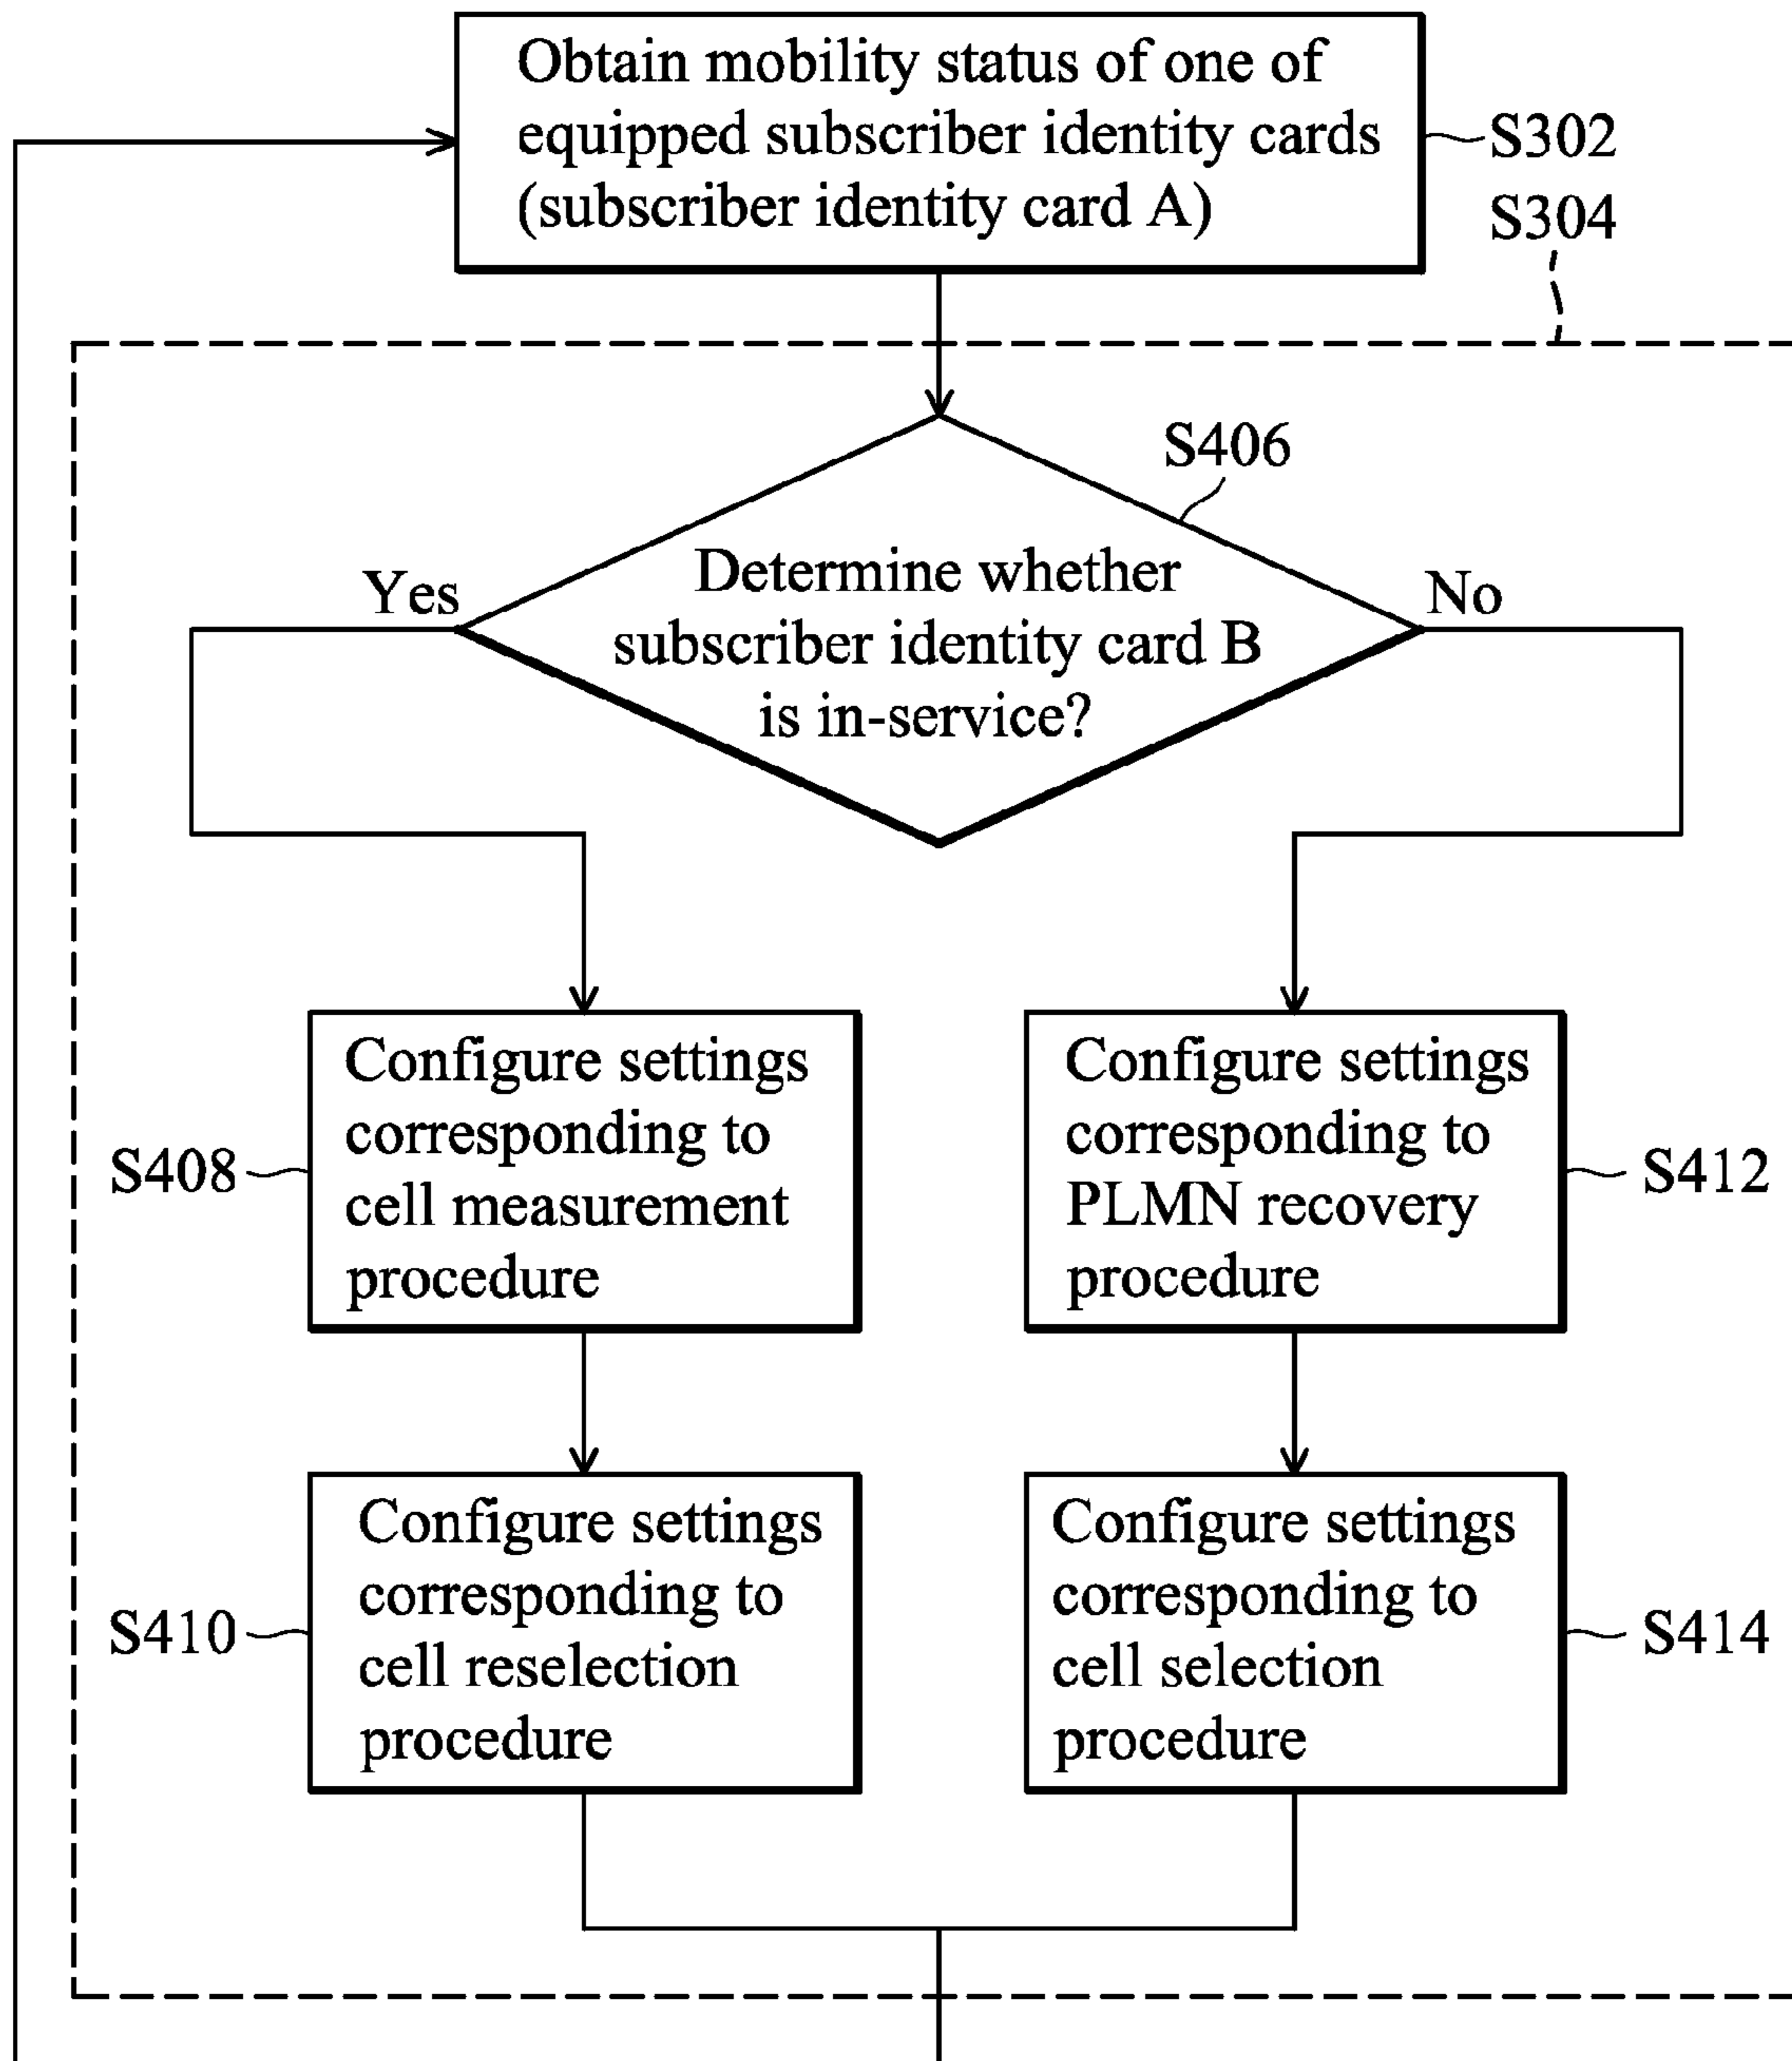 Obtain mobility status of one of
equipped subscriber identity cards
(subscriber identity card A)
S302
S304
S406
Determine whether
subscriber identity card B
is in-service?
Yes
No
Configure settings
corresponding to
cell measurement
procedure
S408
Configure settings
corresponding to
PLMN recovery
procedure
S412
Configure settings
corresponding to
cell reselection
procedure
S410
Configure settings
corresponding to
cell selection
procedure
S414